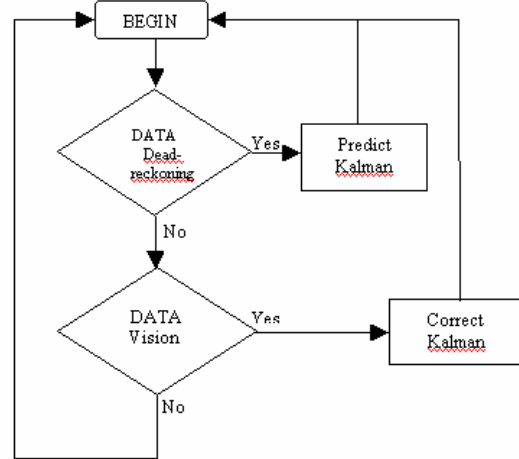 BEGIN
DATA
Dead-
reckoning
Yes
Predict
Kalman
No
DATA
Vision
Yes
Correct
Kalman
No